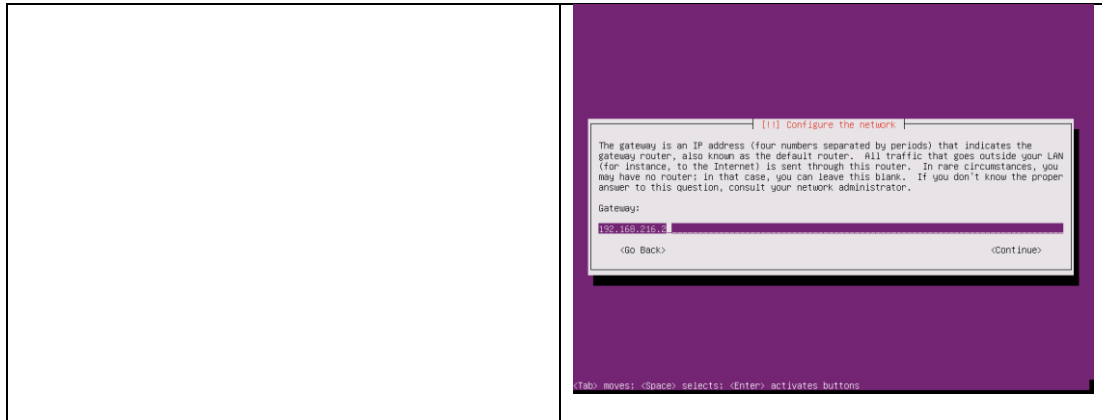 [!!] Configure the network
The gateway is an IP address (four numbers separated by periods) that indicates the
gateway router, also known as the default router.  All traffic that goes outside your LAN
(for instance, to the Internet) is sent through this router.  In rare circumstances, you
may have no router; in that case, you can leave this blank.  If you don't know the proper
answer to this question, consult your network administrator.
Gateway:
192.168.216.2
<Go Back> <Continue>
<Tab> moves; <Space> selects; <Enter> activates buttons